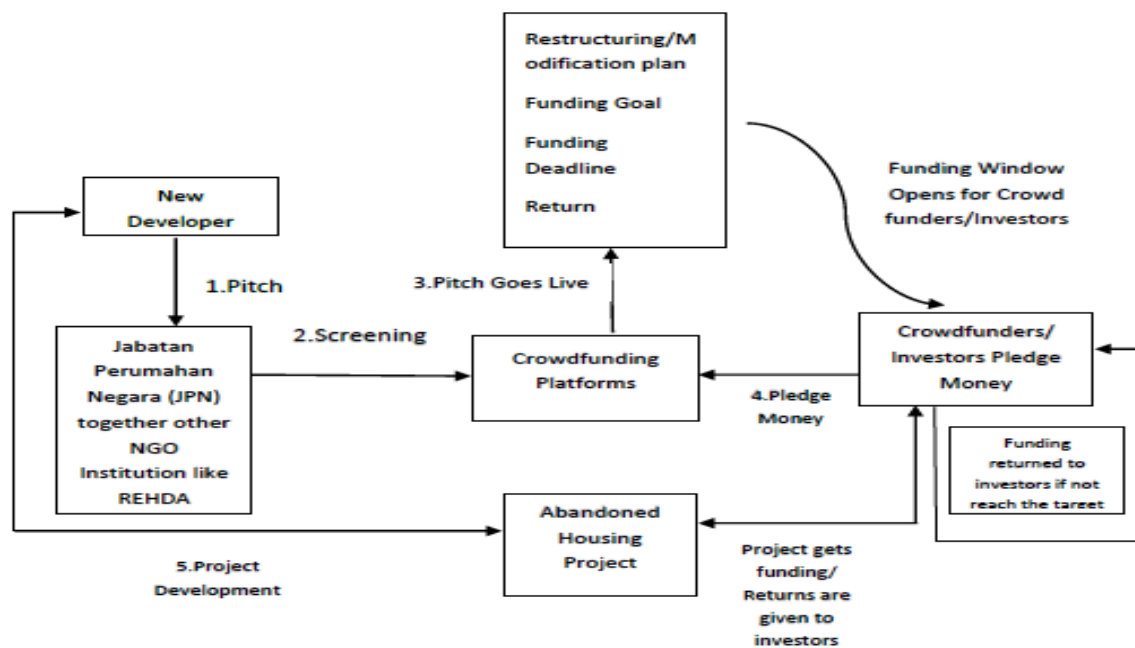 Restructuring/M
odification plan
Funding Goal
Funding
Deadline
Return
Funding Window
Opens for Crowd
funders/Investors
New
Developer
1.Pitch
3.Pitch Goes Live
2.Screening
Jabatan
Perumahan
Negara (JPN)
together other
NGO
Institution like
REHDA
Crowdfunding
Platforms
Crowdfunders/
Investors Pledge
Money
4.Pledge
Money
Funding
returned to
investors if not
reach the target
Abandoned
Housing
Project
5.Project
Development
Project gets
funding/
Returns are
given to
investors